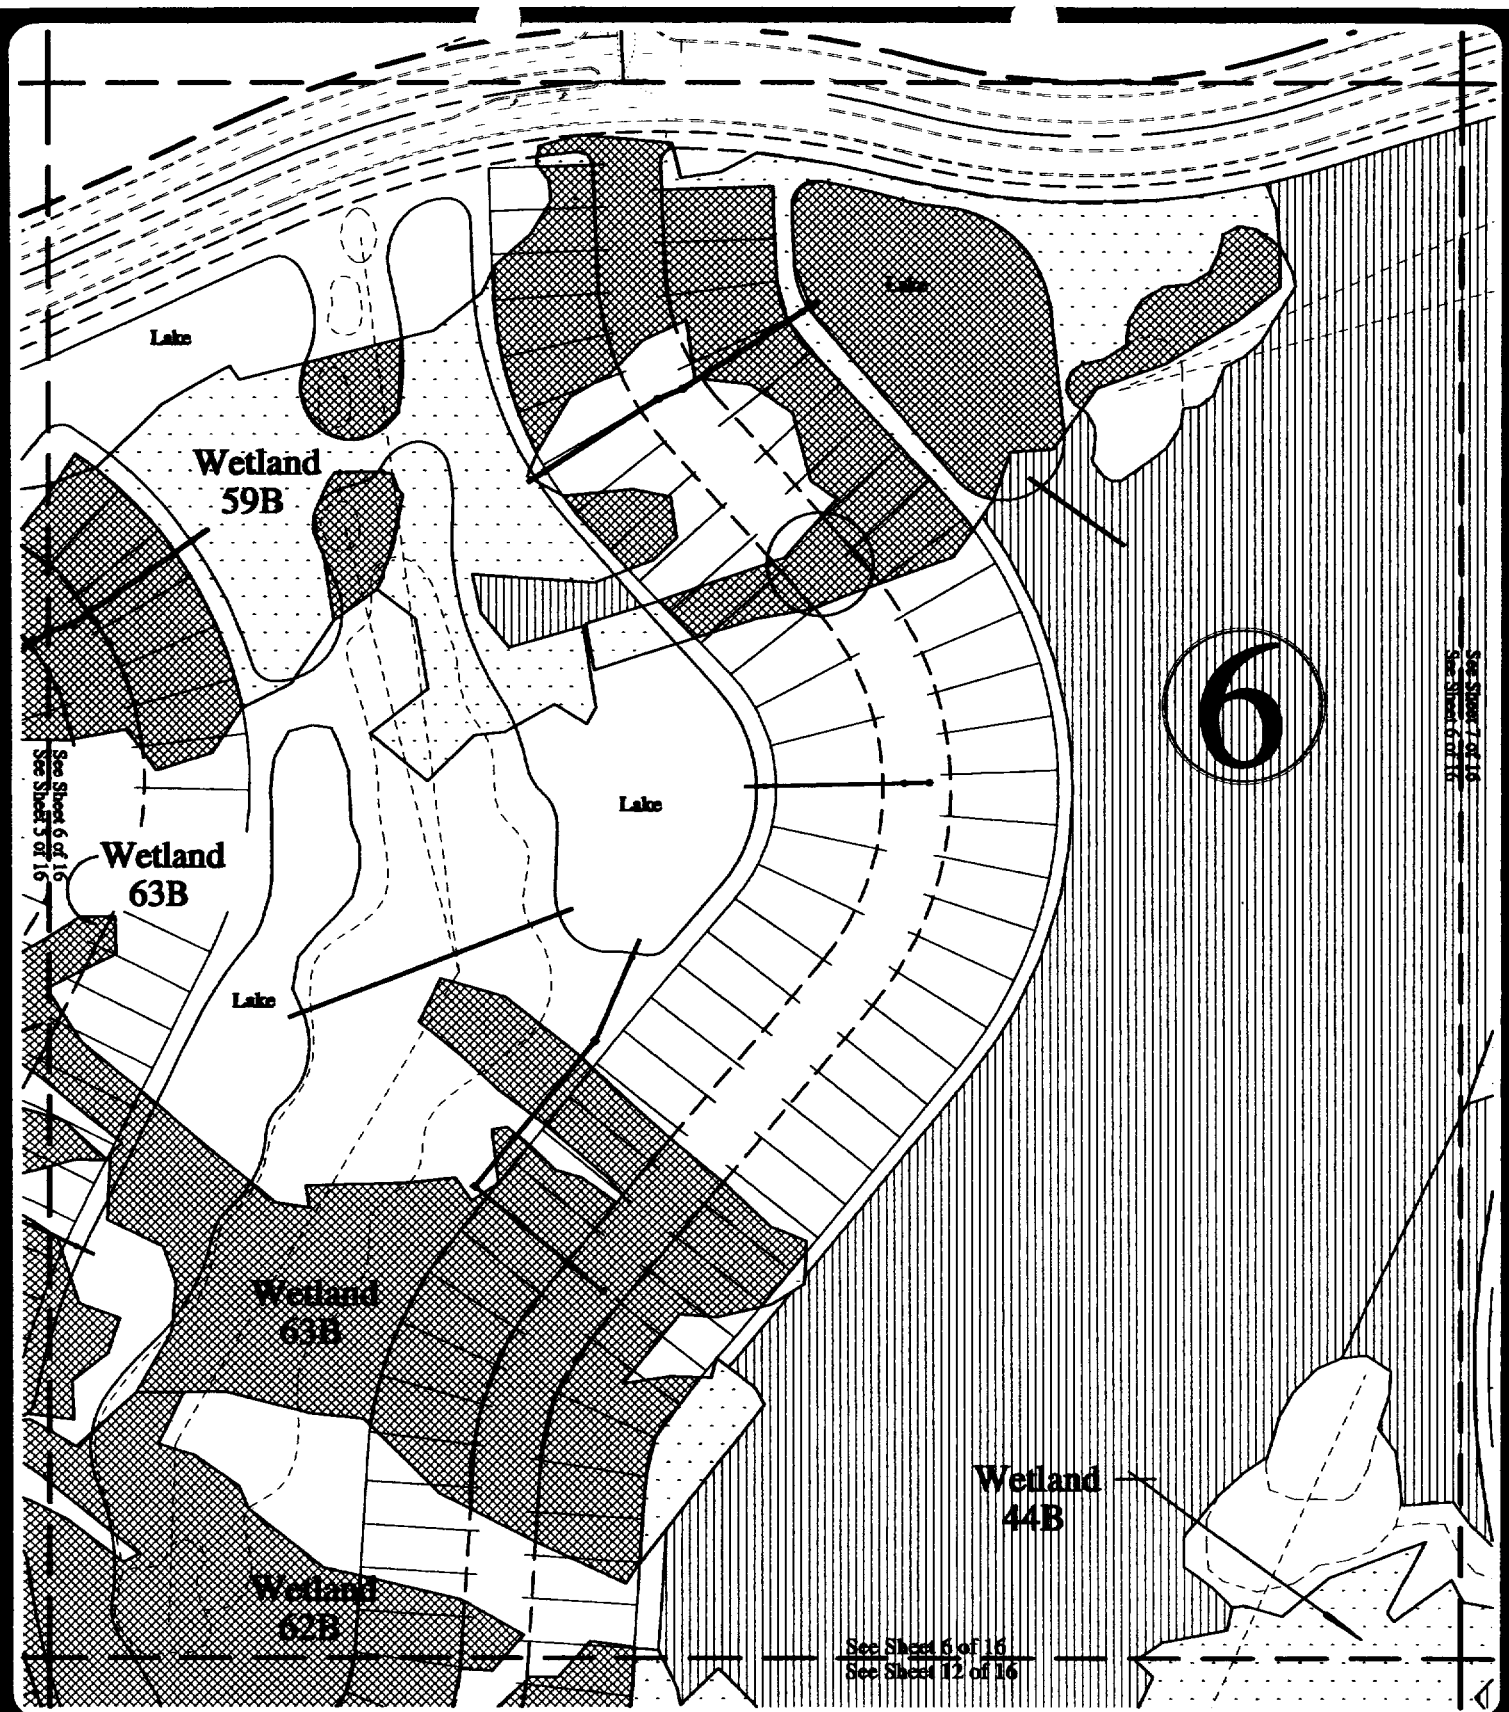 Lake
Lake
Wetland
59B
6
See Sheet 7 of 16
See Sheet 6 of 16
See Sheet 6 of 16
See Sheet 5 of 16
Lake
Wetland
63B
Lake
Wetland
63B
Wetland
44B
Wetland
62B
See Sheet 6 of 16
See Sheet 12 of 16